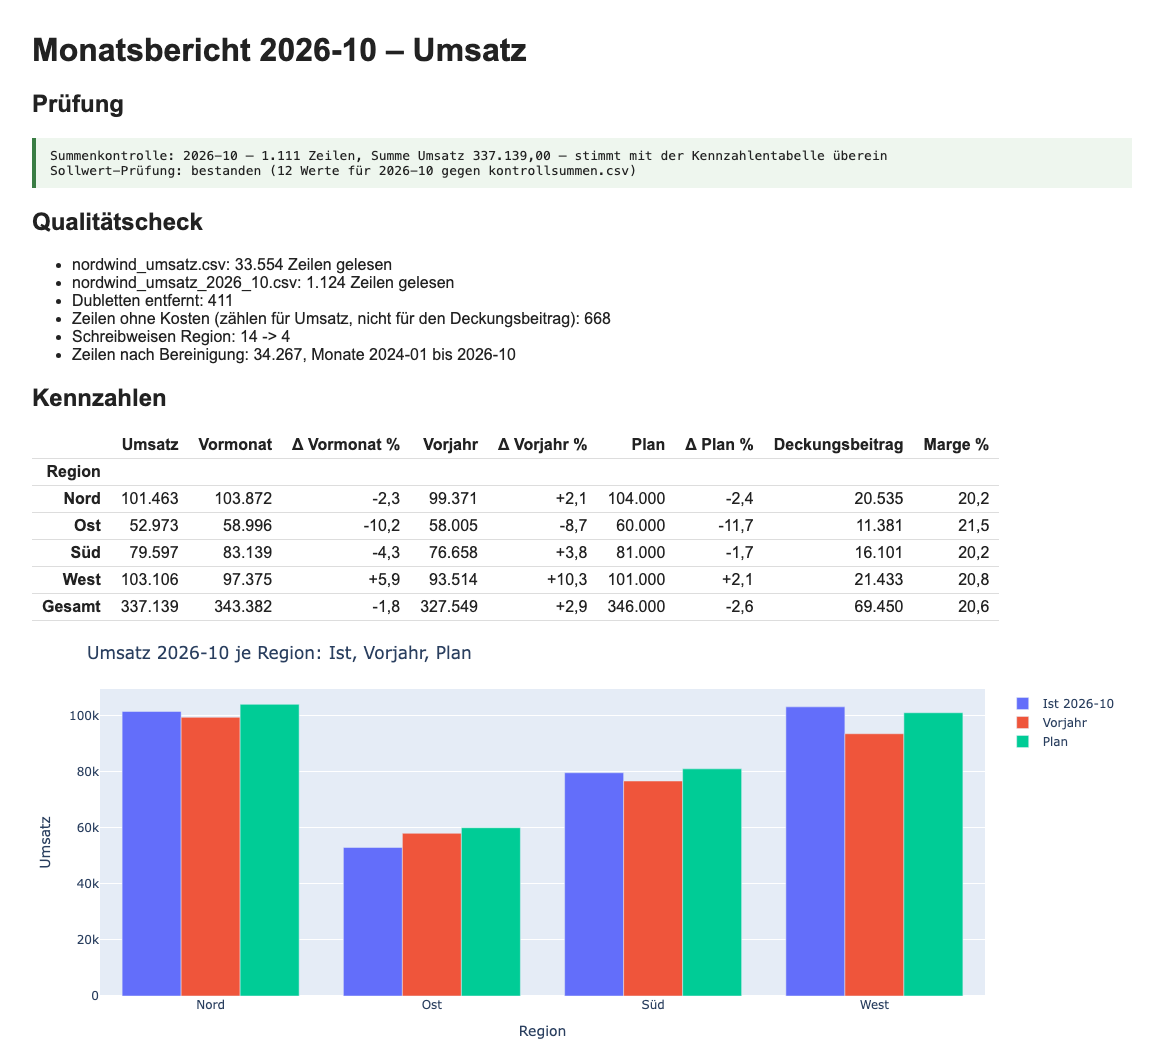 Monatsbericht 2026-10 – Umsatz
Prüfung
Summenkontrolle: 2026-10 – 1.111 Zeilen, Summe Umsatz 337.139,00 – stimmt mit der Kennzahlentabelle überein
Sollwert-Prüfung: bestanden (12 Werte für 2026-10 gegen kontrollsummen.csv)
Qualitätscheck
• nordwind_umsatz.csv: 33.554 Zeilen gelesen
• nordwind_umsatz_2026_10.csv: 1.124 Zeilen gelesen
• Dubletten entfernt: 411
• Zeilen ohne Kosten (zählen für Umsatz, nicht für den Deckungsbeitrag): 668
• Schreibweisen Region: 14 -> 4
• Zeilen nach Bereinigung: 34.267, Monate 2024-01 bis 2026-10
Kennzahlen
Umsatz Vormonat Δ Vormonat % Vorjahr Δ Vorjahr % Plan Δ Plan % Deckungsbeitrag Marge %
Region
Nord 101.463 103.872 -2,3 99.371 +2,1 104.000 -2,4 20.535 20,2
Ost 52.973 58.996 -10,2 58.005 -8,7 60.000 -11,7 11.381 21,5
Süd 79.597 83.139 -4,3 76.658 +3,8 81.000 -1,7 16.101 20,2
West 103.106 97.375 +5,9 93.514 +10,3 101.000 +2,1 21.433 20,8
Gesamt 337.139 343.382 -1,8 327.549 +2,9 346.000 -2,6 69.450 20,6
Umsatz 2026-10 je Region: Ist, Vorjahr, Plan
Ist 2026-10
Vorjahr
Plan
100k
80k
60k
40k
20k
0
Umsatz
Nord Ost Süd West
Region